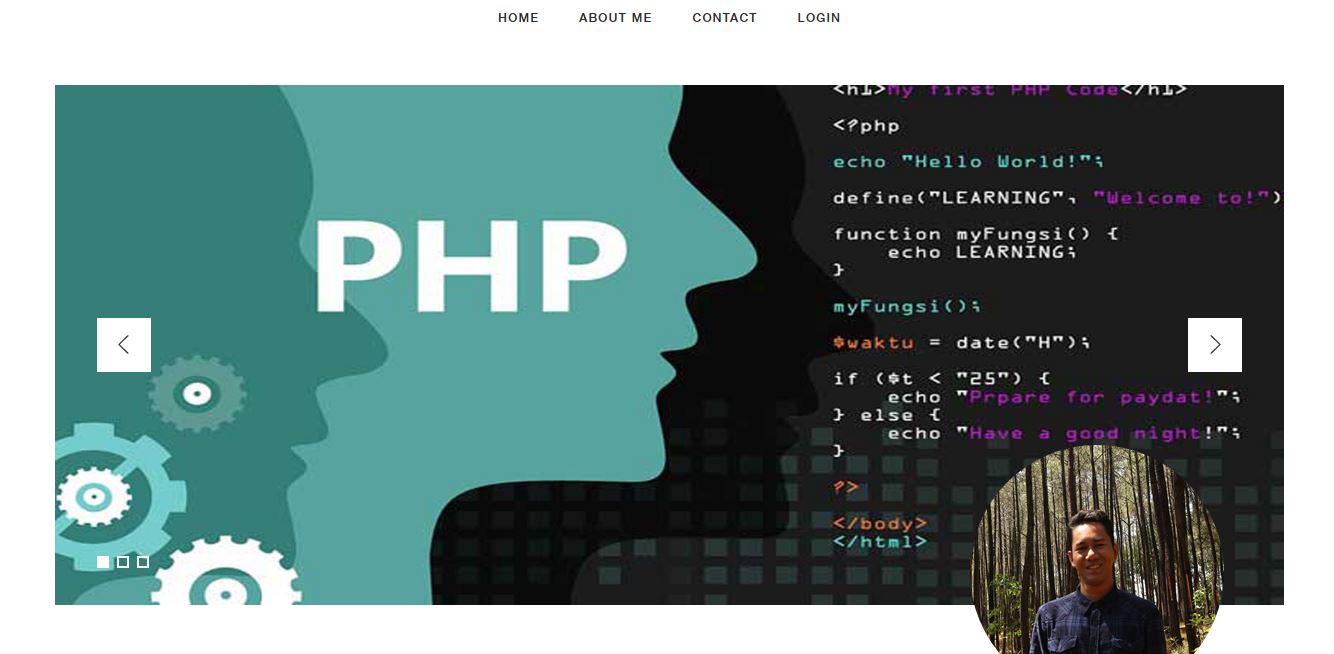 HOME ABOUT ME CONTACT LOGIN
PHP
<h1>My first PHP Code</h1>
<?php
echo "Hello World!";
define("LEARNING", "Welcome to!")
function myFungsi() {
echo LEARNING;
}
myFungsi();
$waktu = date("H");
if ($t < "25") {
echo "Prpare for paydat!";
} else {
echo "Have a good night!";
}
?>
</body>
</html>